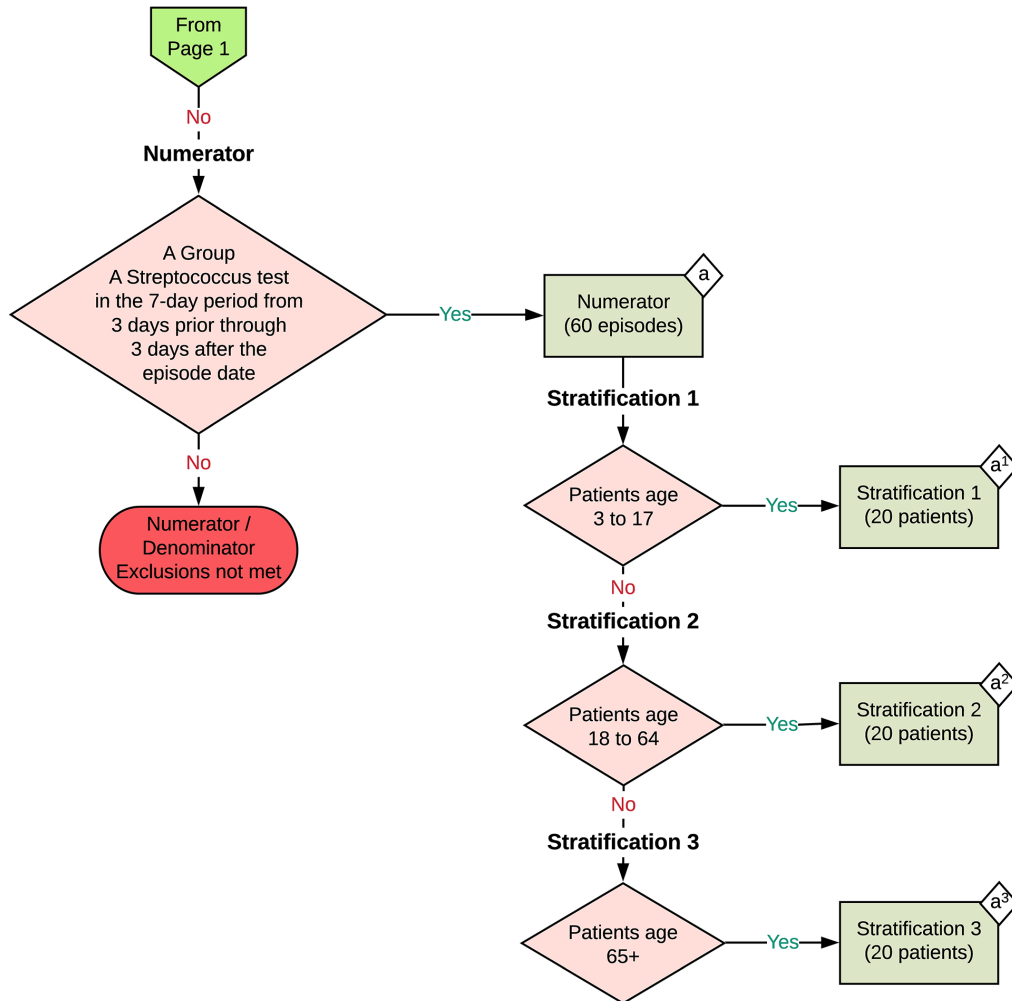 From
Page 1
No
Numerator
A Group
A Streptococcus test
in the 7-day period from
3 days prior through
3 days after the
episode date
Yes
a
Numerator
(60 episodes)
No
Numerator /
Denominator
Exclusions not met
Stratification 1
Patients age
3 to 17
Yes
a¹
Stratification 1
(20 patients)
No
Stratification 2
Patients age
18 to 64
Yes
a²
Stratification 2
(20 patients)
No
Stratification 3
Patients age
65+
Yes
a³
Stratification 3
(20 patients)